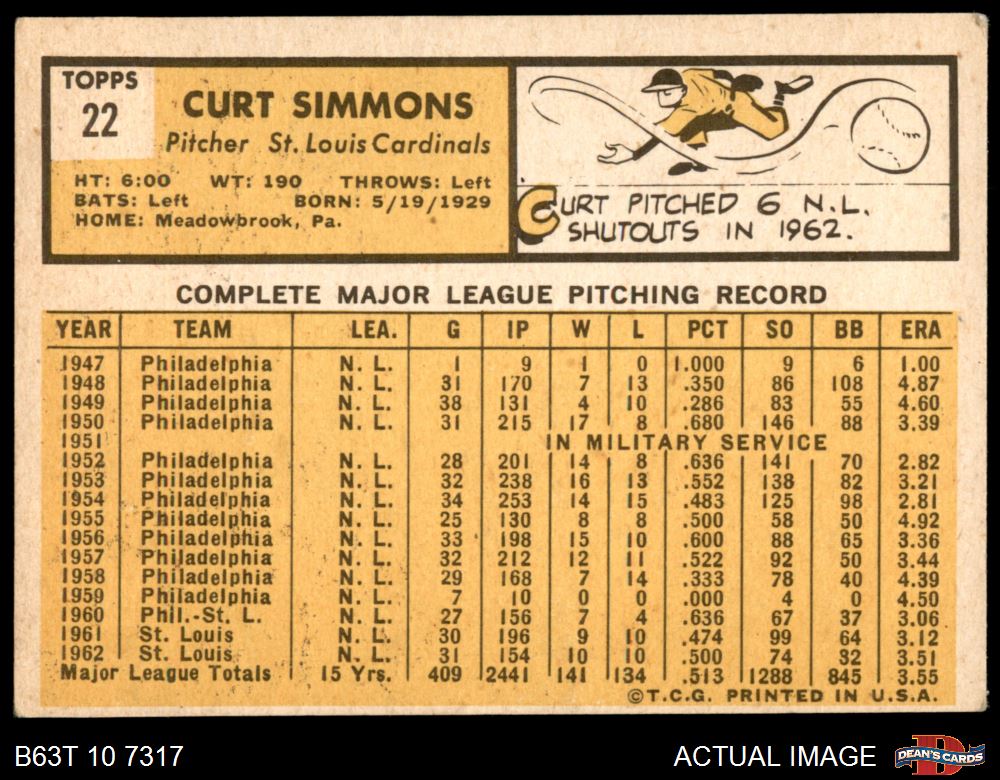 TOPPS
22
CURT SIMMONS
Pitcher St. Louis Cardinals
HT: 6:00 WT: 190 THROWS: Left
BATS: Left BORN: 5/19/1929
HOME: Meadowbrook, Pa.
CURT PITCHED 6 N.L.
SHUTOUTS IN 1962.
COMPLETE MAJOR LEAGUE PITCHING RECORD
YEAR TEAM LEA. G IP W L PCT SO BB ERA
1947 Philadelphia N. L. 1 9 1 0 1.000 9 6 1.00
1948 Philadelphia N. L. 31 170 7 13 .350 86 108 4.87
1949 Philadelphia N. L. 38 131 4 10 .286 83 55 4.60
1950 Philadelphia N. L. 31 215 17 8 .680 146 88 3.39
1951 IN MILITARY SERVICE
1952 Philadelphia N. L. 28 201 14 8 .636 141 70 2.82
1953 Philadelphia N. L. 32 238 16 13 .552 138 82 3.21
1954 Philadelphia N. L. 34 253 14 15 .483 125 98 2.81
1955 Philadelphia N. L. 25 130 8 8 .500 58 50 4.92
1956 Philadelphia N. L. 33 198 15 10 .600 88 65 3.36
1957 Philadelphia N. L. 32 212 12 11 .522 92 50 3.44
1958 Philadelphia N. L. 29 168 7 14 .333 78 40 4.39
1959 Philadelphia N. L. 7 10 0 0 .000 4 0 4.50
1960 Phil.-St. L. N. L. 27 156 7 4 .636 67 37 3.06
1961 St. Louis N. L. 30 196 9 10 .474 99 64 3.12
1962 St. Louis N. L. 31 154 10 10 .500 74 32 3.51
Major League Totals 15 Yrs. 409 2441 141 134 .513 1288 845 3.55
©T.C.G. PRINTED IN U.S.A.
B63T 10 7317 ACTUAL IMAGE DEAN'S CARDS